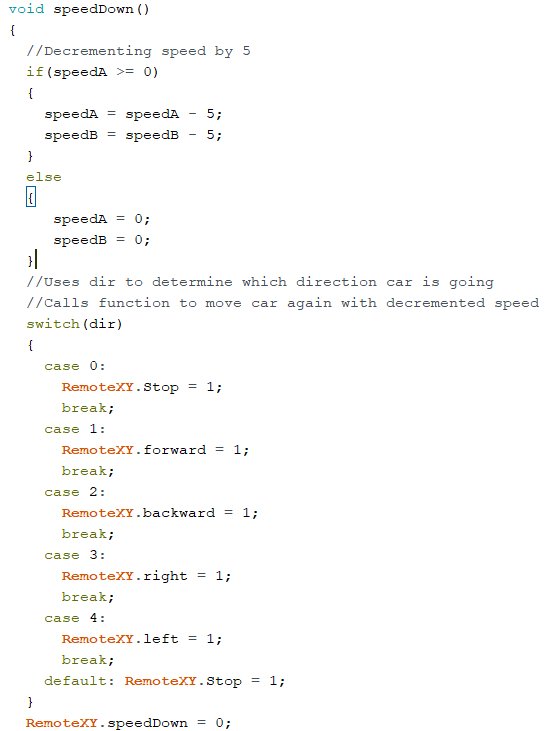 void speedDown()
{
  //Decrementing speed by 5
  if(speedA >= 0)
  {
    speedA = speedA - 5;
    speedB = speedB - 5;
  }
  else
  {
     speedA = 0;
     speedB = 0;
  }
  //Uses dir to determine which direction car is going
  //Calls function to move car again with decremented speed
  switch(dir)
  {
    case 0:
      RemoteXY.Stop = 1;
      break;
    case 1:
      RemoteXY.forward = 1;
      break;
    case 2:
      RemoteXY.backward = 1;
      break;
    case 3:
      RemoteXY.right = 1;
      break;
    case 4:
      RemoteXY.left = 1;
      break;
    default: RemoteXY.Stop = 1;
  }
  RemoteXY.speedDown = 0;